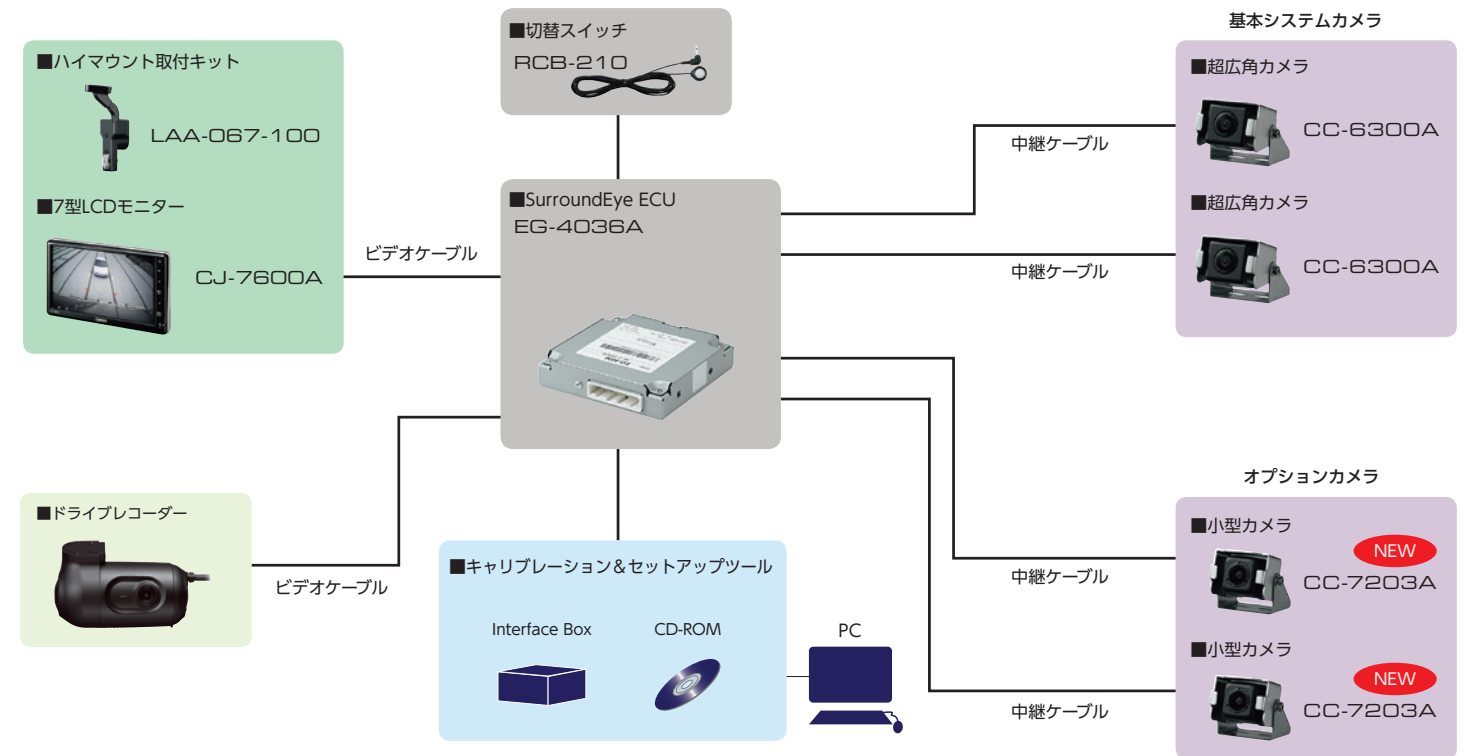 ■ハイマウント取付キット
LAA-067-100
■7型LCDモニター
CJ-7600A
ビデオケーブル
■ドライブレコーダー
ビデオケーブル
■切替スイッチ
RCB-210
■SurroundEye ECU
EG-4036A
■キャリブレーション＆セットアップツール
Interface Box
CD-ROM
PC
基本システムカメラ
■超広角カメラ
CC-6300A
中継ケーブル
■超広角カメラ
CC-6300A
中継ケーブル
オプションカメラ
■小型カメラ
NEW
CC-7203A
中継ケーブル
■小型カメラ
NEW
CC-7203A
中継ケーブル